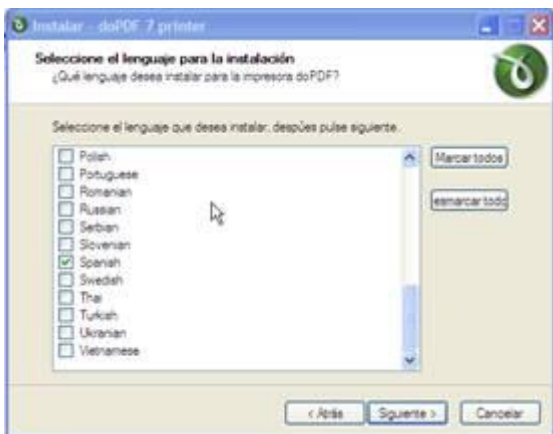 Instalar - doPDF 7 printer
Seleccione el lenguaje para la instalación
¿Qué lenguaje desea instalar para la impresora doPDF?
Seleccione el lenguaje que desea instalar, despúes pulse siguiente.
Polish
Portuguese
Romanian
Russian
Serbian
Slovenian
Spanish
Swedish
Thai
Turkish
Ukranian
Vietnamese
Marcar todos
esmarcar todo
< Atrás
Siguiente >
Cancelar